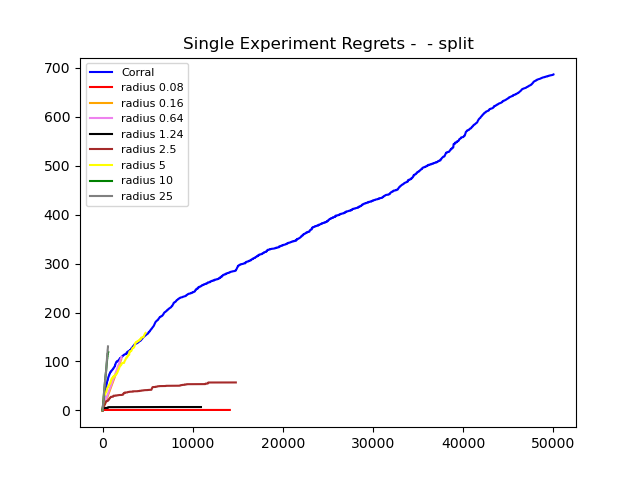 Single Experiment Regrets -  - split
700
600
500
400
300
200
100
0
Corral
radius 0.08
radius 0.16
radius 0.64
radius 1.24
radius 2.5
radius 5
radius 10
radius 25
0 10000 20000 30000 40000 50000